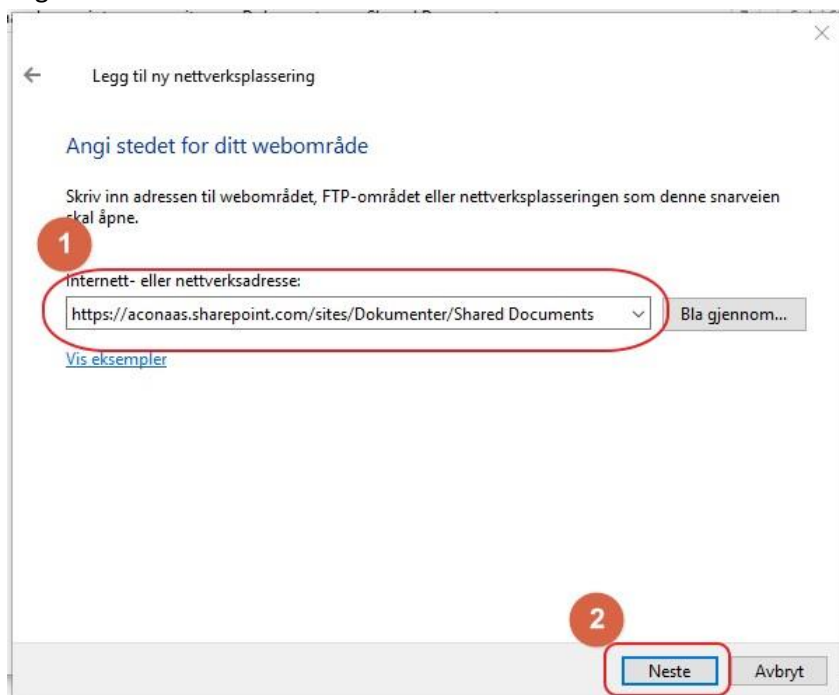 Legg til ny nettverksplassering
Angi stedet for ditt webområde
Skriv inn adressen til webområdet, FTP-området eller nettverksplasseringen som denne snarveien
skal åpne.
1
Internett- eller nettverksadresse:
https://aconaas.sharepoint.com/sites/Dokumenter/Shared Documents
Bla gjennom...
Vis eksempler
2
Neste
Avbryt